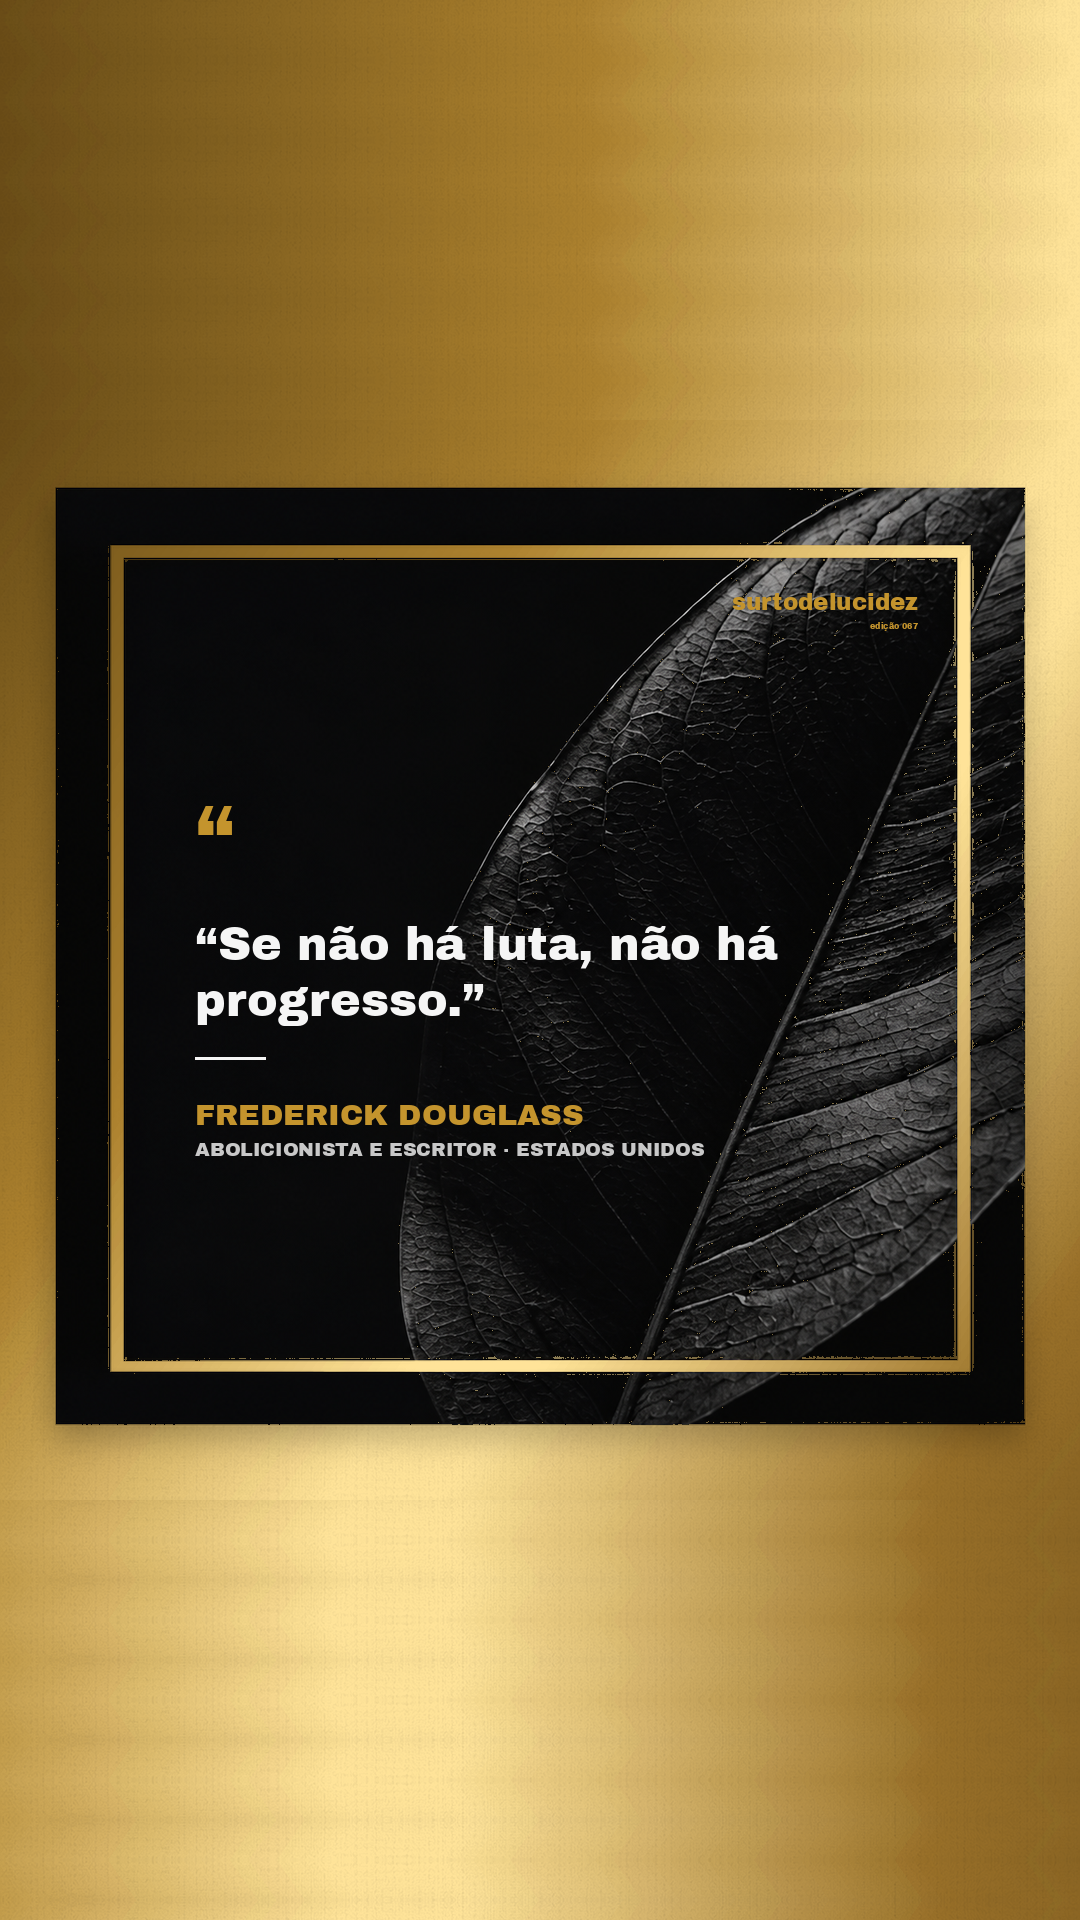 surtodelucidez
edição 067
“
“Se não há luta, não há
progresso.”
FREDERICK DOUGLASS
ABOLICIONISTA E ESCRITOR · ESTADOS UNIDOS